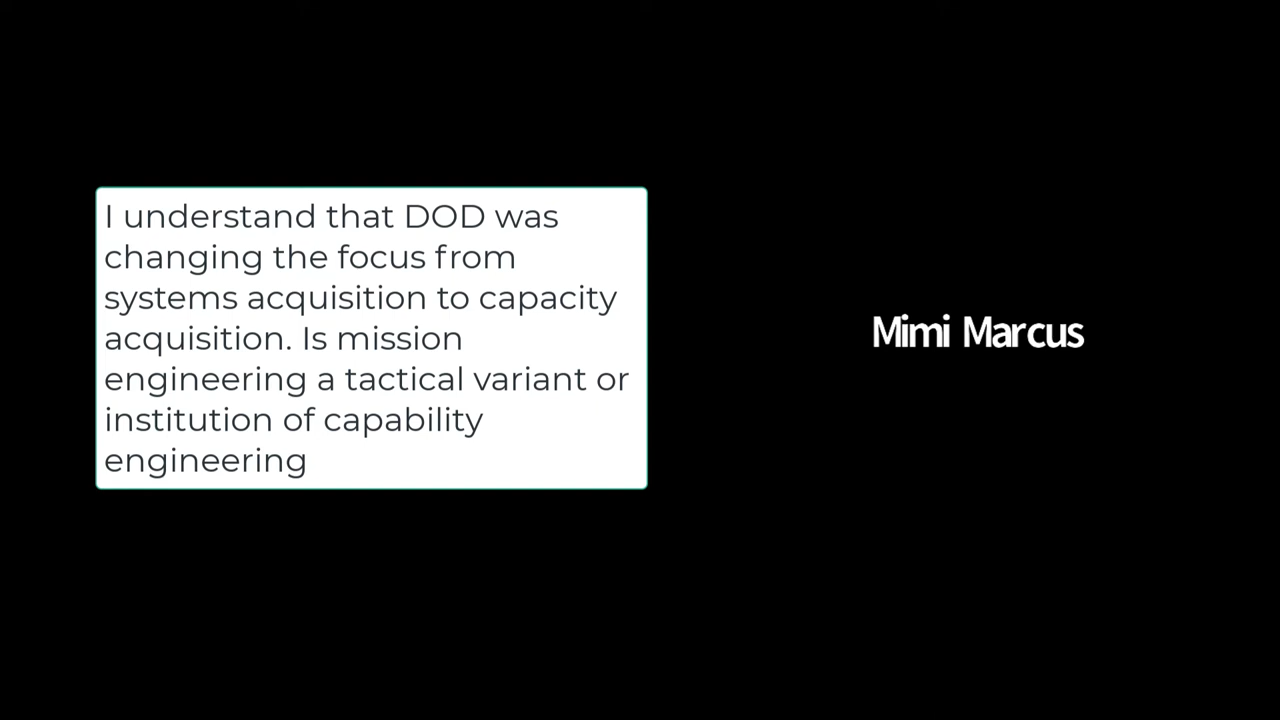 I understand that DOD was
changing the focus from
systems acquisition to capacity
acquisition. Is mission
engineering a tactical variant or
institution of capability
engineering
Mimi Marcus